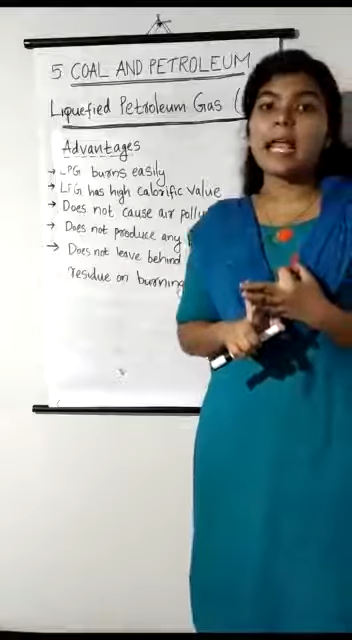 5 COAL AND PETROLEUM
Liquefied Petroleum Gas (
Advantages
→ LPG burns easily
→ LPG has high calorific value
→ Does not cause air pollu
→ Does not produce any
→ Does not leave behind
residue on burning